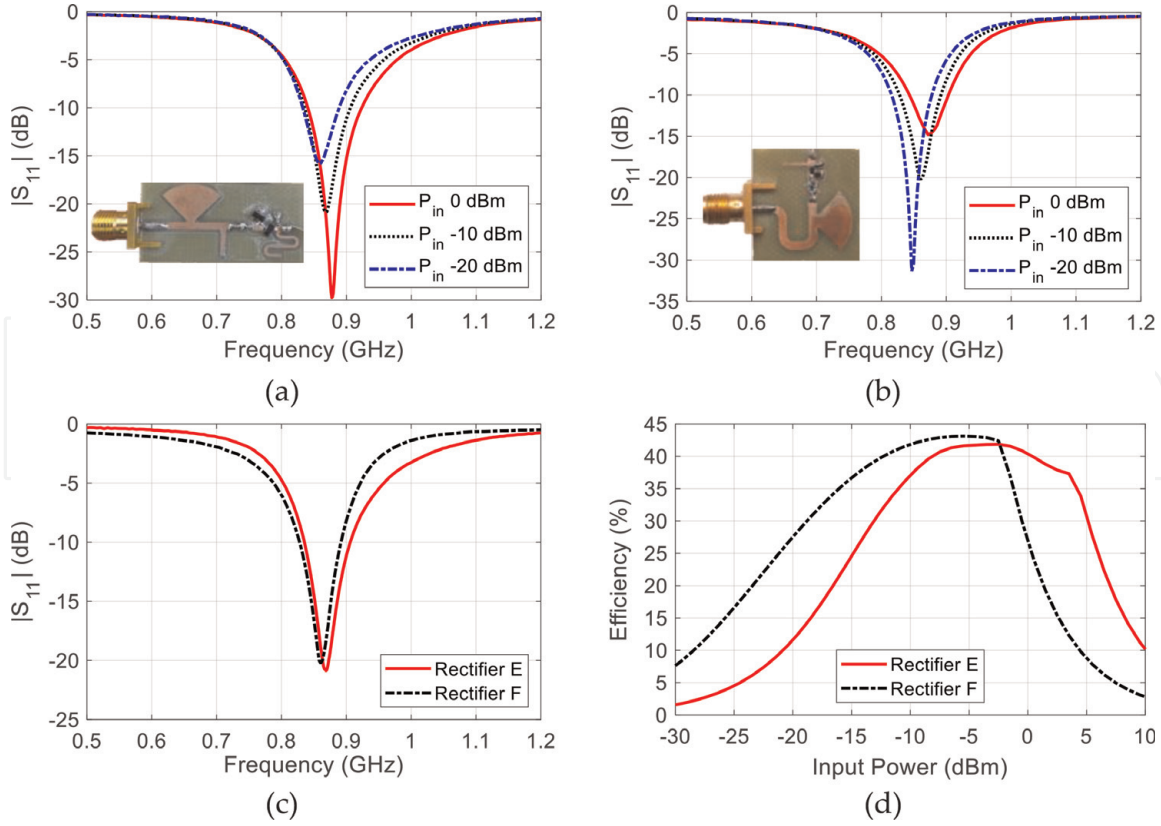 0
-5
-10
-15
-20
-25
-30
|S11| (dB)
0.5 0.6 0.7 0.8 0.9 1 1.1 1.2
Frequency (GHz)
Pin 0 dBm
Pin -10 dBm
Pin -20 dBm
(a)
0
-5
-10
-15
-20
-25
-30
-35
|S11| (dB)
0.5 0.6 0.7 0.8 0.9 1 1.1 1.2
Frequency (GHz)
Pin 0 dBm
Pin -10 dBm
Pin -20 dBm
(b)
0
-5
-10
-15
-20
-25
|S11| (dB)
0.5 0.6 0.7 0.8 0.9 1 1.1 1.2
Frequency (GHz)
Rectifier E
Rectifier F
(c)
45
40
35
30
25
20
15
10
5
0
Efficiency (%)
-30 -25 -20 -15 -10 -5 0 5 10
Input Power (dBm)
Rectifier E
Rectifier F
(d)